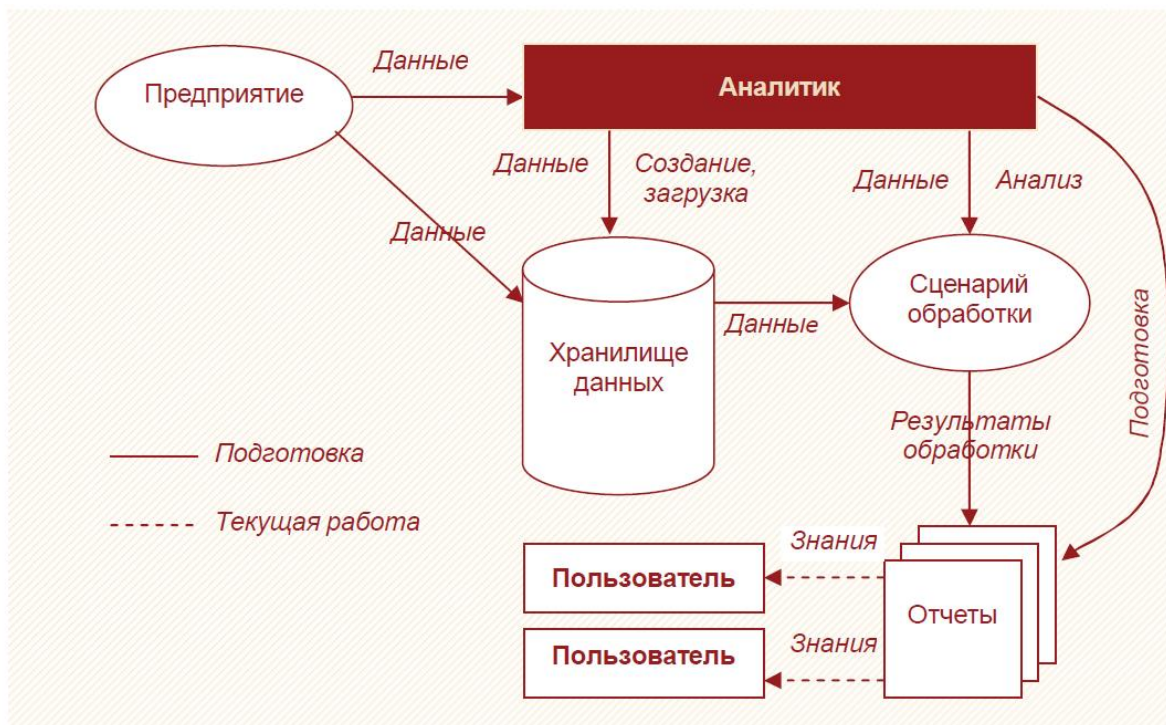 Данные
Аналитик
Предприятие
Данные
Создание,
загрузка
Данные
Анализ
Данные
Сценарий
обработки
Данные
Хранилище
данных
Подготовка
Результаты
обработки
Подготовка
Текущая работа
Знания
Пользователь
Отчеты
Знания
Пользователь